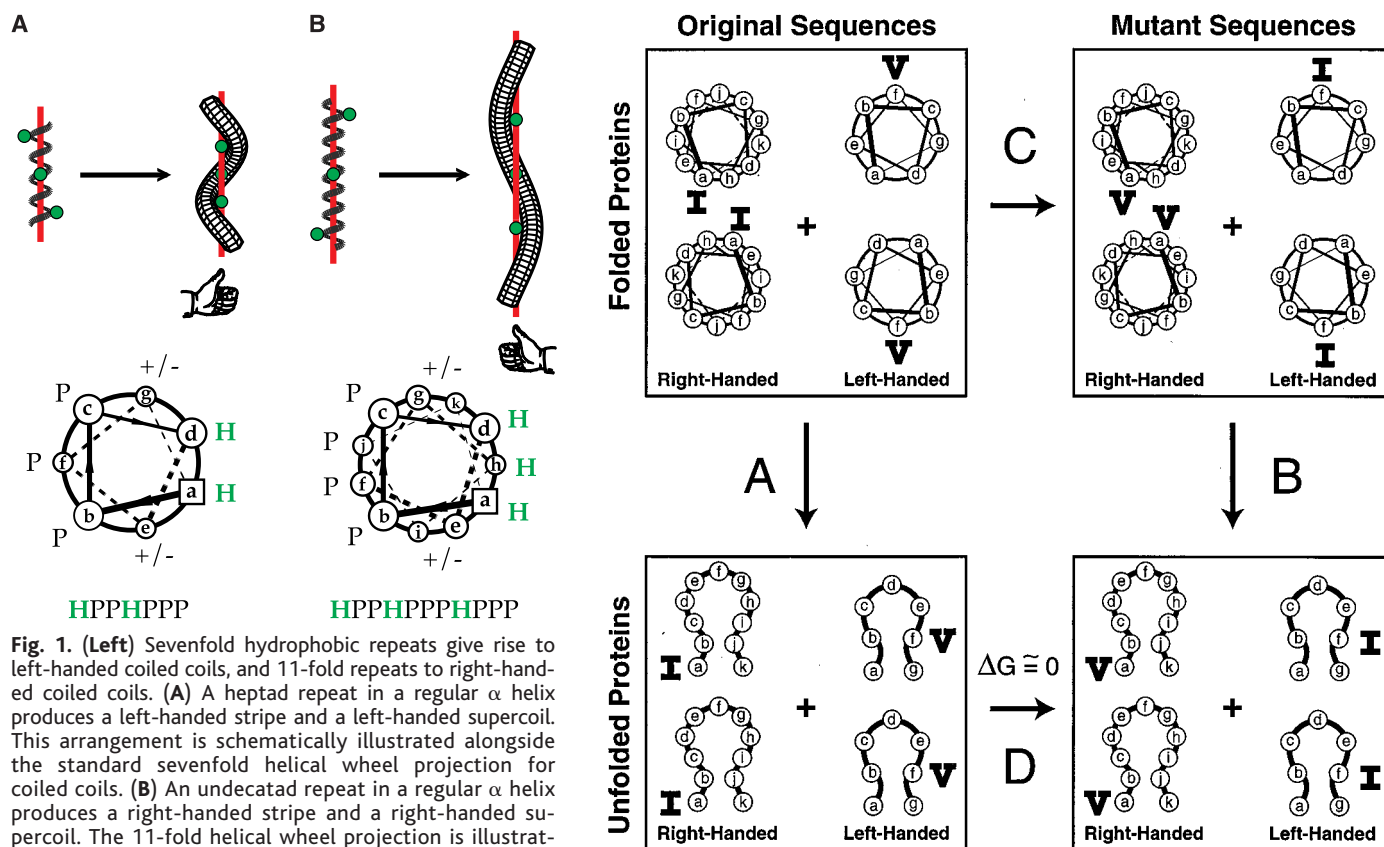 A
B
+/-
P
g
c
d
H
P
f
a
H
b
e
P
+/-
HPPHPPP
+/-
P
g
k
c
d
H
P
j
h
H
P
f
a
H
b
i
e
P
+/-
HPPHPPPHPPP
Fig. 1. (Left) Sevenfold hydrophobic repeats give rise to
left-handed coiled coils, and 11-fold repeats to right-hand-
ed coiled coils. (A) A heptad repeat in a regular α helix
produces a left-handed stripe and a left-handed supercoil.
This arrangement is schematically illustrated alongside
the standard sevenfold helical wheel projection for
coiled coils. (B) An undecatad repeat in a regular α helix
produces a right-handed stripe and a right-handed su-
percoil. The 11-fold helical wheel projection is illustrat-
Original Sequences
Mutant Sequences
Folded Proteins
f j c
b g
i k
e d
a h
I
V
f
b c
e g
a d
+
I
h a
d e
k i
g b
c j f
d a
g e
c b
f
V
Right-Handed
Left-Handed
C
f j c
b g
i k
e d
a h
V
I
f
b c
e g
a d
+
V
h a
d e
k i
g b
c j f
d a
g e
c b
f
I
Right-Handed
Left-Handed
A
B
Unfolded Proteins
e f g
d h
c i
b j
I a k
d
c e
b f V
a g
+
e f g
d h
c i
b j
I a k
d
c e
b f V
a g
Right-Handed
Left-Handed
ΔG ≅ 0
D
e f g
d h
c i
b j
V a k
d
c e
b f I
a g
+
e f g
d h
c i
b j
V a k
d
c e
b f I
a g
Right-Handed
Left-Handed